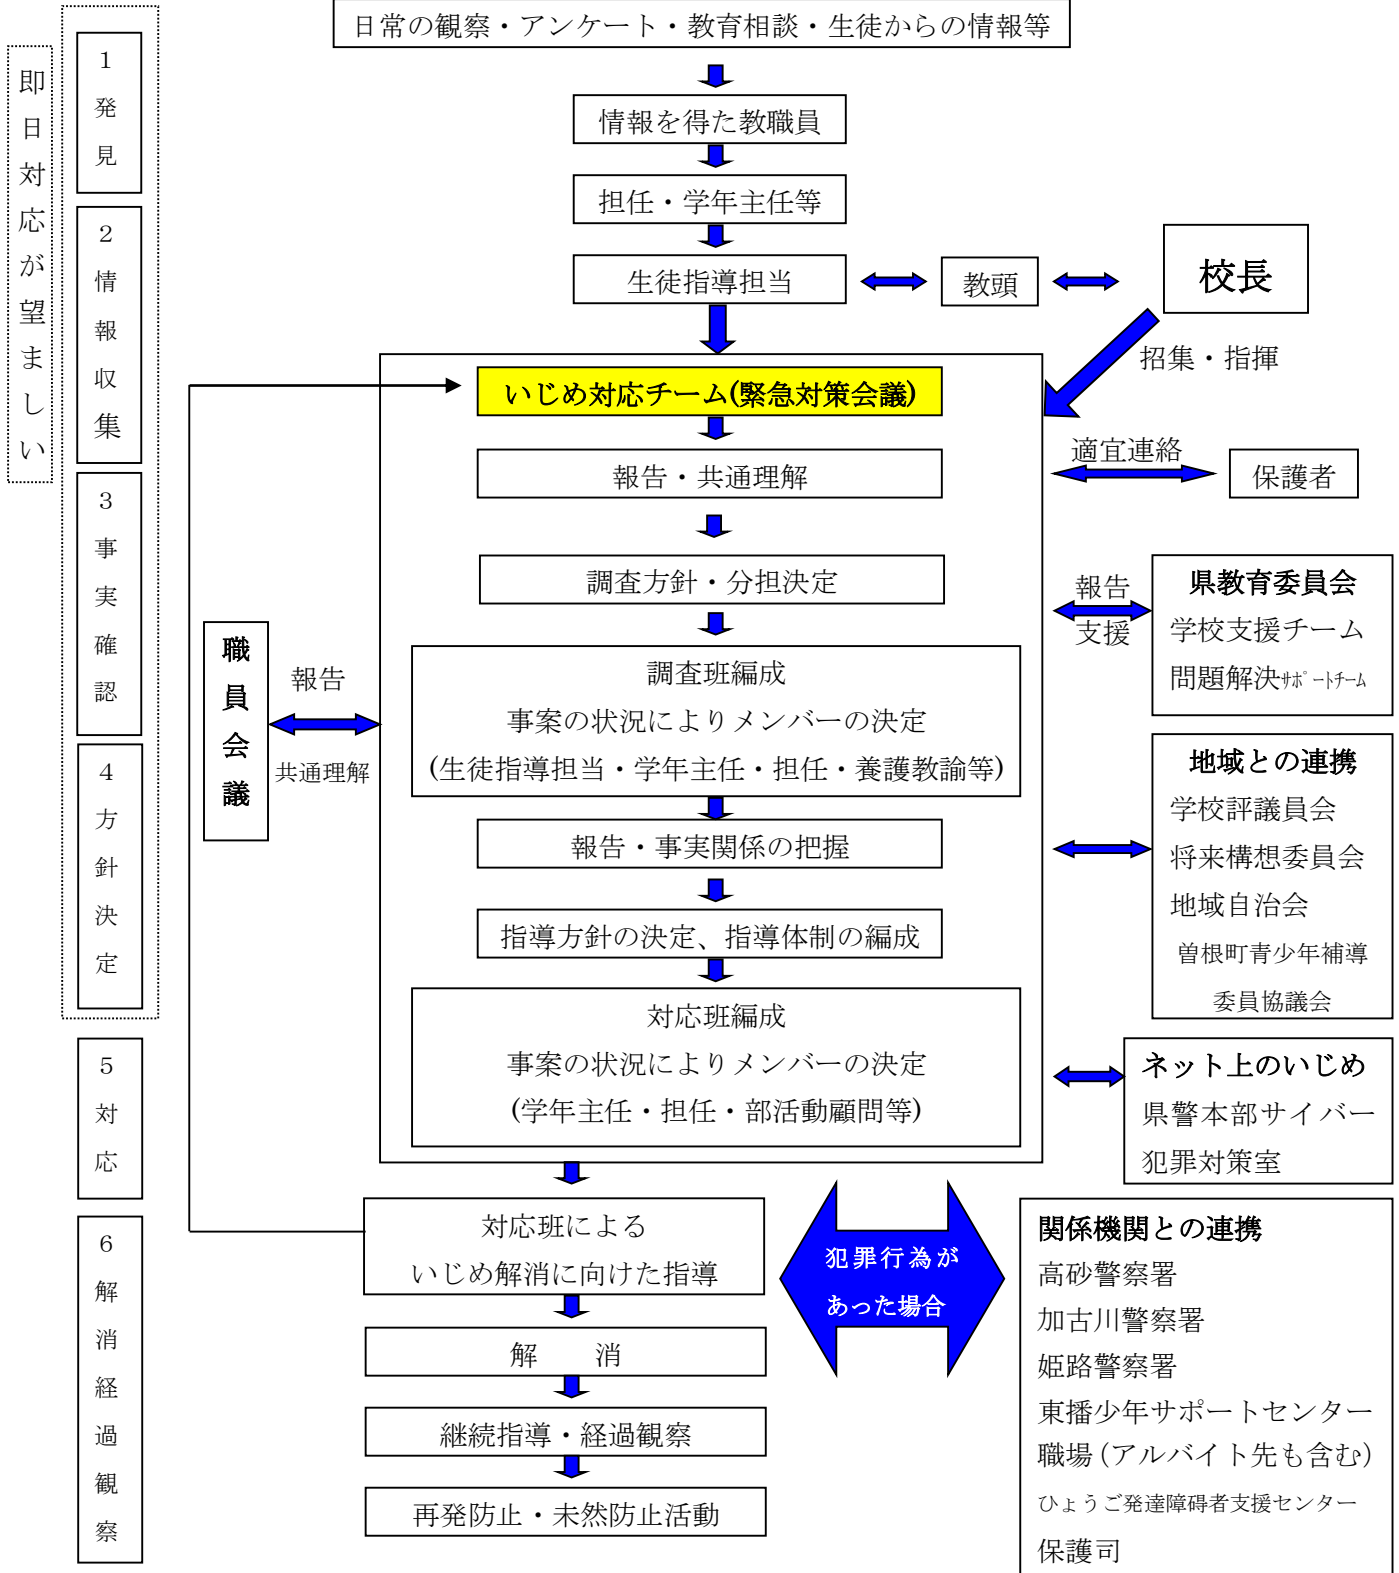 日常の観察・アンケート・教育相談・生徒からの情報等
即日対応が望ましい
1発見
2情報収集
3事実確認
4方針決定
5対応
6解消経過観察
情報を得た教職員
担任・学年主任等
生徒指導担当
教頭
校長
招集・指揮
いじめ対応チーム(緊急対策会議)
報告・共通理解
適宜連絡
保護者
調査方針・分担決定
報告
支援
県教育委員会
学校支援チーム
問題解決ｻﾎﾟｰﾄﾁｰﾑ
職員会議
報告
共通理解
調査班編成
事案の状況によりメンバーの決定
(生徒指導担当・学年主任・担任・養護教諭等)
地域との連携
学校評議員会
将来構想委員会
地域自治会
曽根町青少年補導
委員協議会
報告・事実関係の把握
指導方針の決定、指導体制の編成
対応班編成
事案の状況によりメンバーの決定
(学年主任・担任・部活動顧問等)
ネット上のいじめ
県警本部サイバー
犯罪対策室
対応班による
いじめ解消に向けた指導
犯罪行為が
あった場合
関係機関との連携
高砂警察署
加古川警察署
姫路警察署
東播少年サポートセンター
職場(アルバイト先も含む)
ひょうご発達障碍者支援センター
保護司
解　　消
継続指導・経過観察
再発防止・未然防止活動